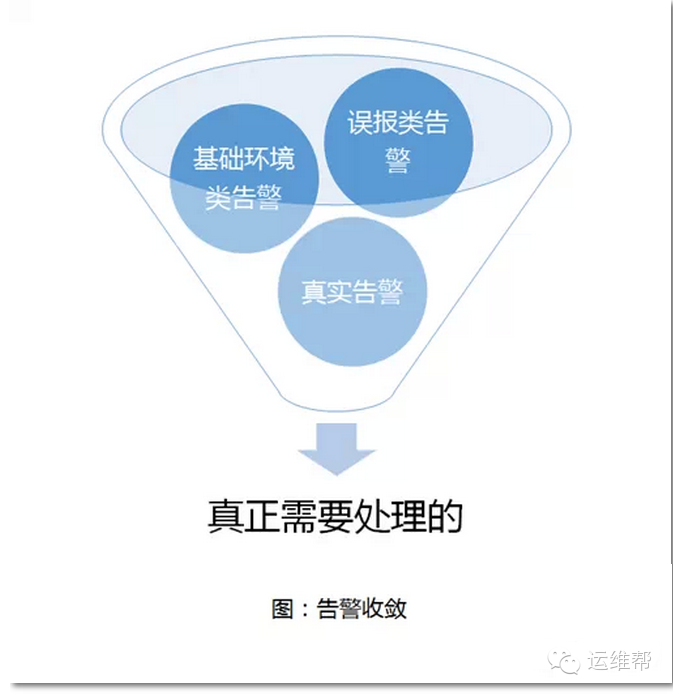 误报类告
警
基础环境
类告警
真实告警
真正需要处理的
图：告警收敛
运维帮